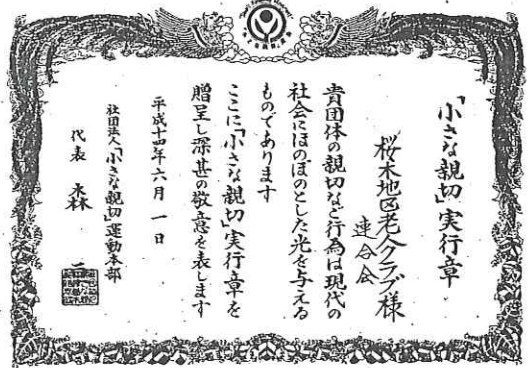 「小さな親切」実行章
桜木地区老人クラブ様
連合会
貴団体の親切な行為は現代の
社会にほのぼのとした光を与える
ものであります
ここに「小さな親切」実行章を
贈呈し深甚の敬意を表します
平成十四年六月一日
社団法人「小さな親切」運動本部
代表 森 一